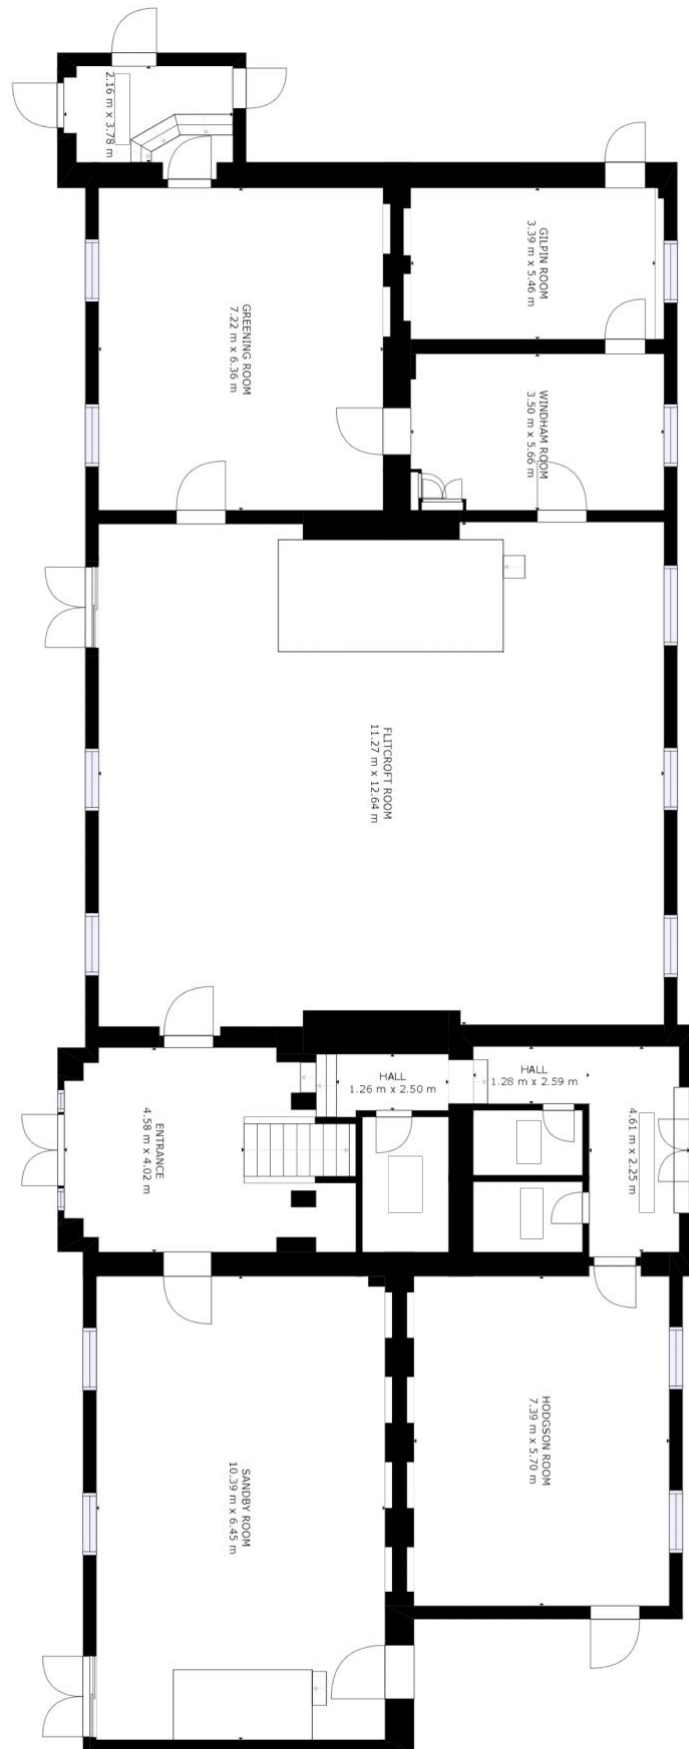 2.16 m x 3.78 m
GILPIN ROOM
3.39 m x 5.46 m
GREENING ROOM
7.22 m x 6.36 m
WINDHAM ROOM
3.50 m x 5.66 m
FLITCROFT ROOM
11.27 m x 12.64 m
HALL
1.26 m x 2.50 m
HALL
1.28 m x 2.59 m
4.61 m x 2.25 m
ENTRANCE
4.58 m x 4.02 m
HODGSON ROOM
7.39 m x 5.70 m
SANDBY ROOM
10.39 m x 6.45 m